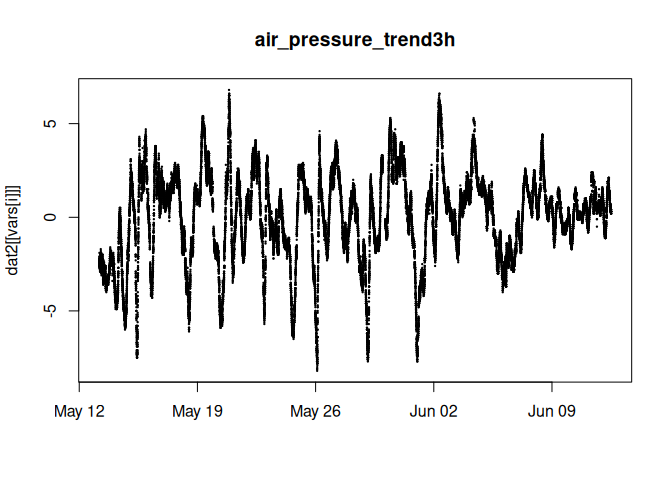 air_pressure_trend3h
dat2[[vars[i]]]
5
0
-5
May 12 May 19 May 26 Jun 02 Jun 09